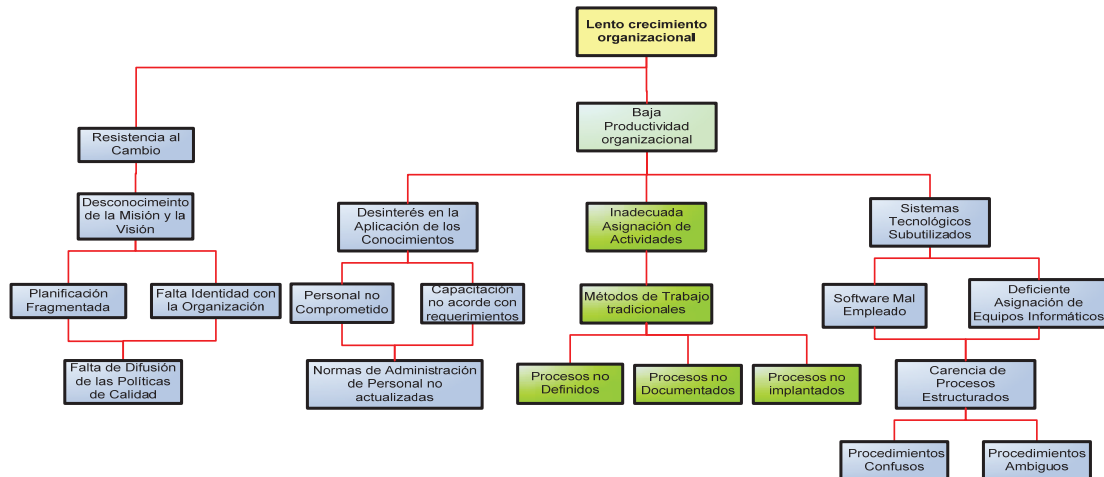 Lento crecimiento
organizacional
Baja
Productividad
organizacional
Resistencia al
Cambio
Desconocimeinto
de la Misión y la
Visión
Desinterés en la
Aplicación de los
Conocimientos
Inadecuada
Asignación de
Actividades
Sistemas
Tecnológicos
Subutilizados
Planificación
Fragmentada
Falta Identidad con
la Organización
Personal no
Comprometido
Capacitación
no acorde con
requerimientos
Métodos de Trabajo
tradicionales
Software Mal
Empleado
Deficiente
Asignación de
Equipos Informáticos
Falta de Difusión
de las Políticas
de Calidad
Normas de Administración
de Personal no
actualizadas
Procesos no
Definidos
Procesos no
Documentados
Procesos no
implantados
Carencia de
Procesos
Estructurados
Procedimientos
Confusos
Procedimientos
Ambiguos